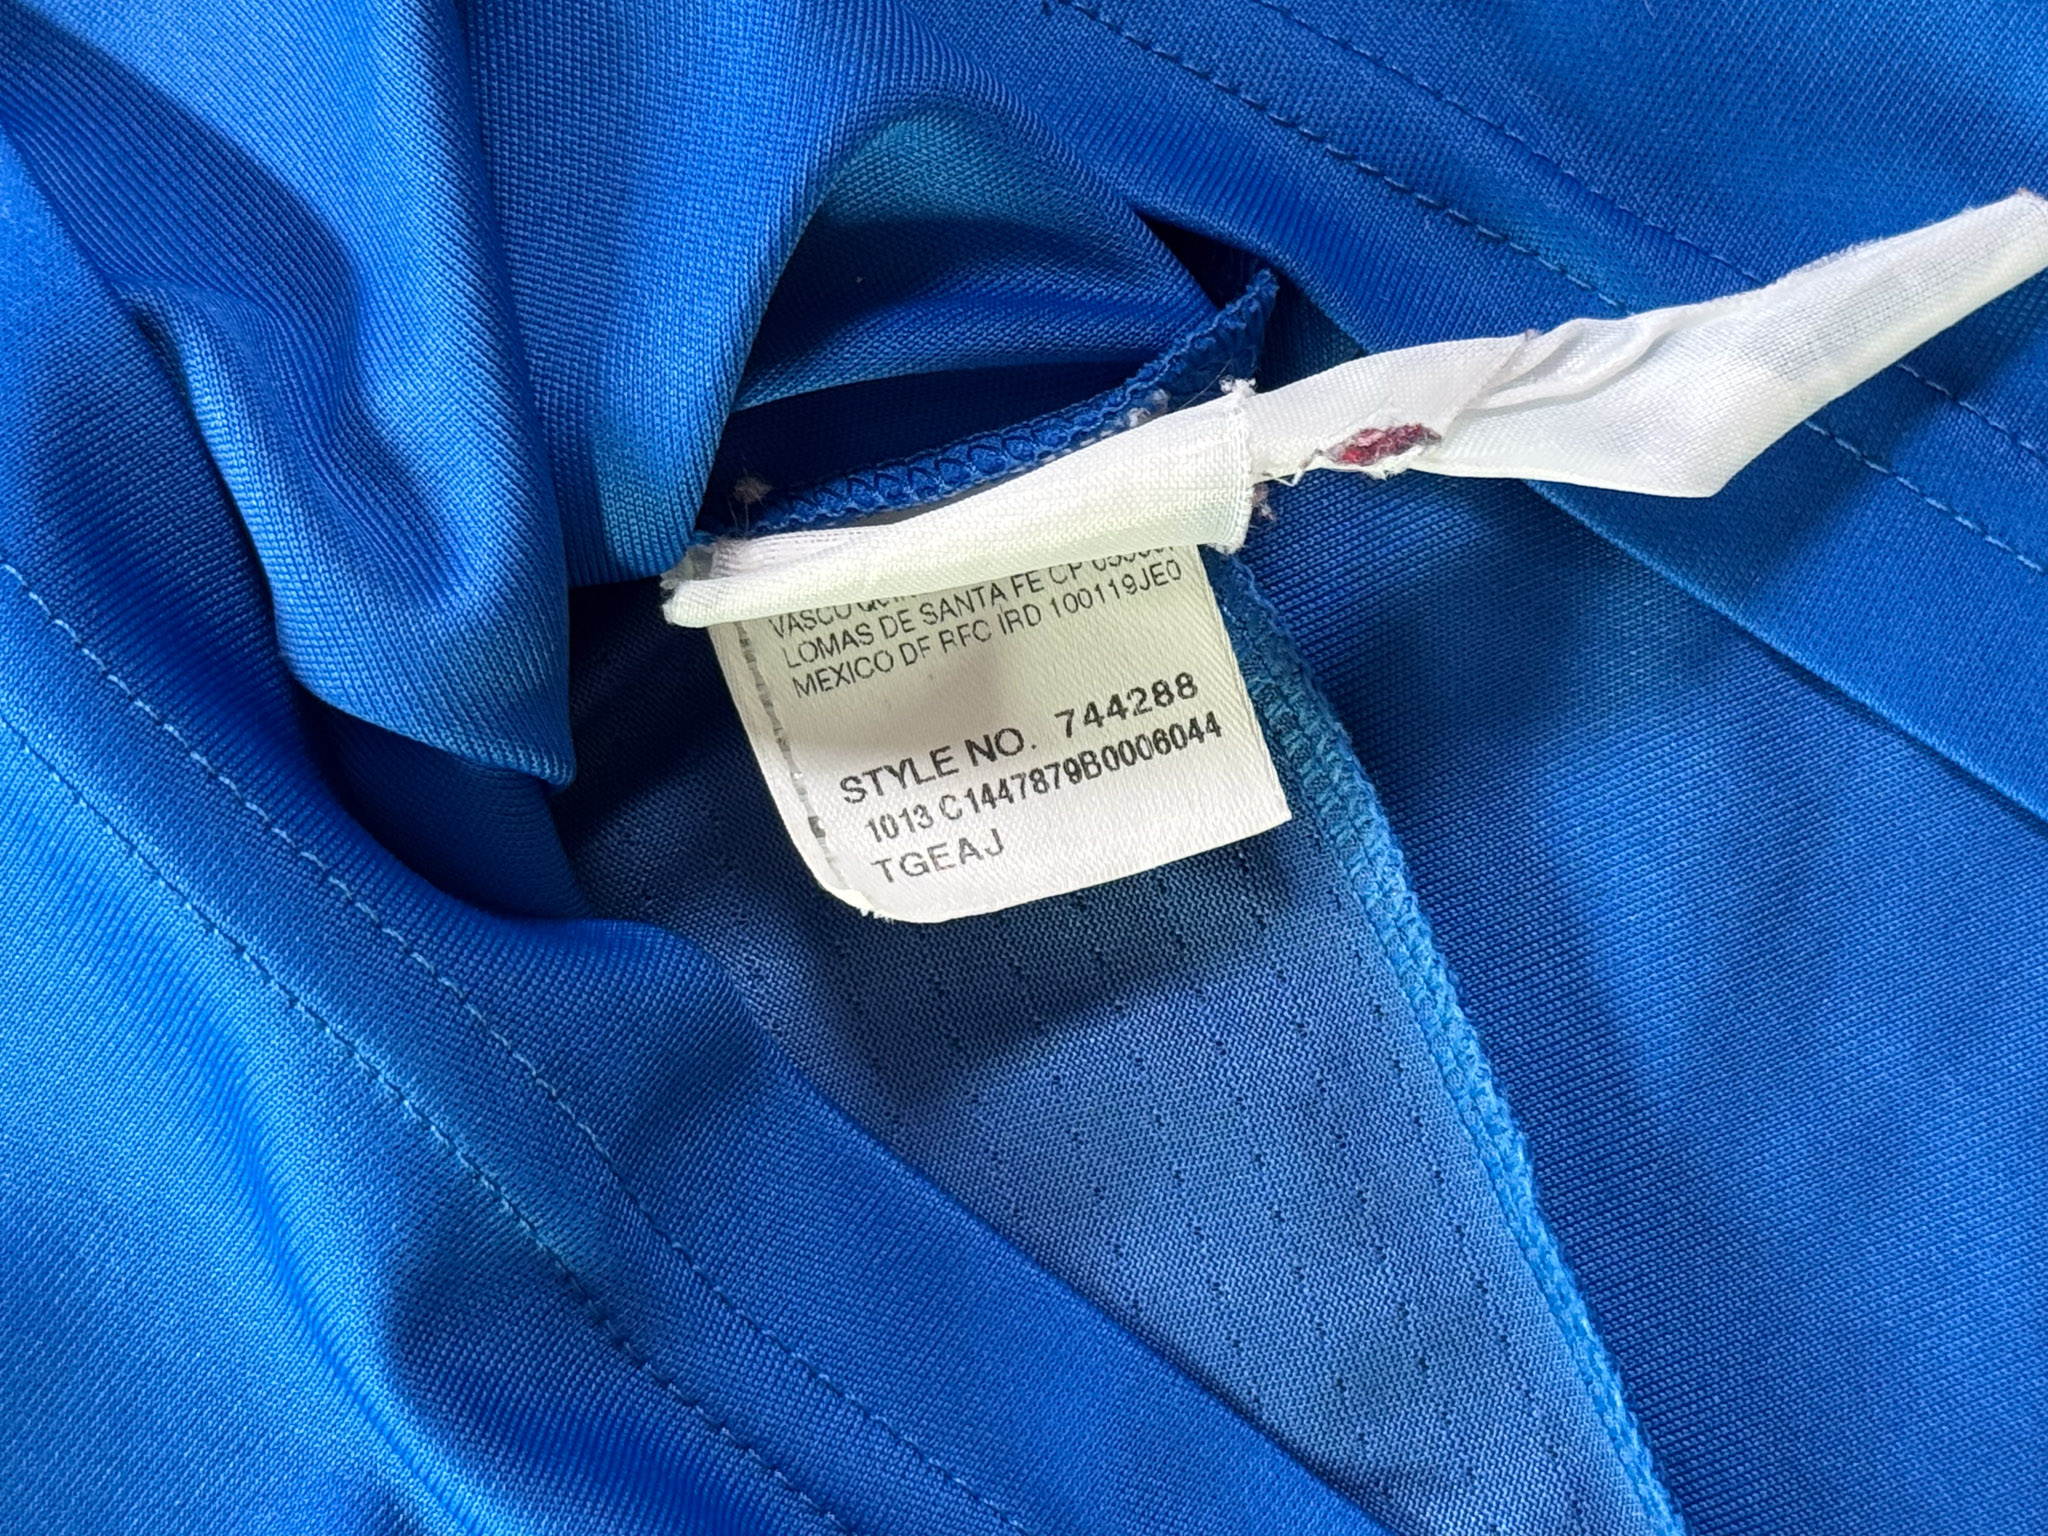 LOMAS DE SANTA FE CP
MEXICO DF RFC IRD 100119JE0
STYLE NO. 744288
1013 C1447879B0006044
TGEAJ